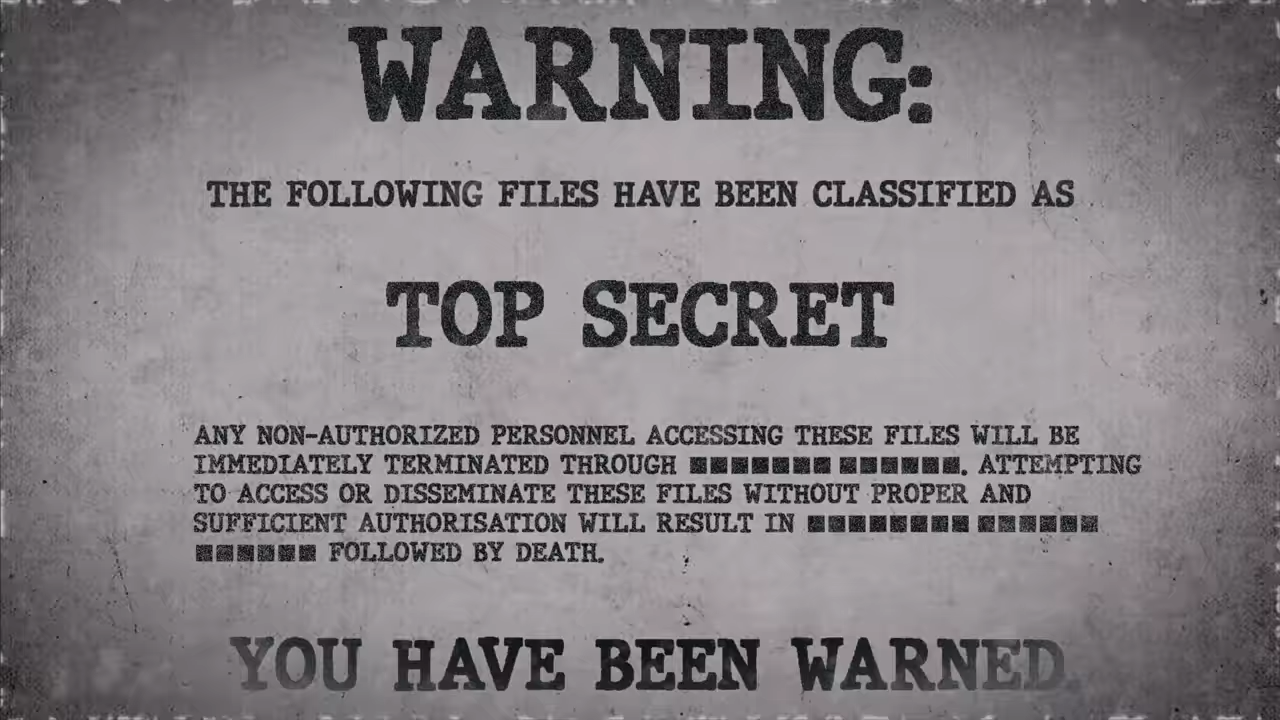 WARNING:
THE FOLLOWING FILES HAVE BEEN CLASSIFIED AS
TOP SECRET
ANY NON-AUTHORIZED PERSONNEL ACCESSING THESE FILES WILL BE
IMMEDIATELY TERMINATED THROUGH ■■■■■■■ ■■■■■■. ATTEMPTING
TO ACCESS OR DISSEMINATE THESE FILES WITHOUT PROPER AND
SUFFICIENT AUTHORISATION WILL RESULT IN ■■■■■■■■ ■■■■■■
■■■■■■ FOLLOWED BY DEATH.
YOU HAVE BEEN WARNED.